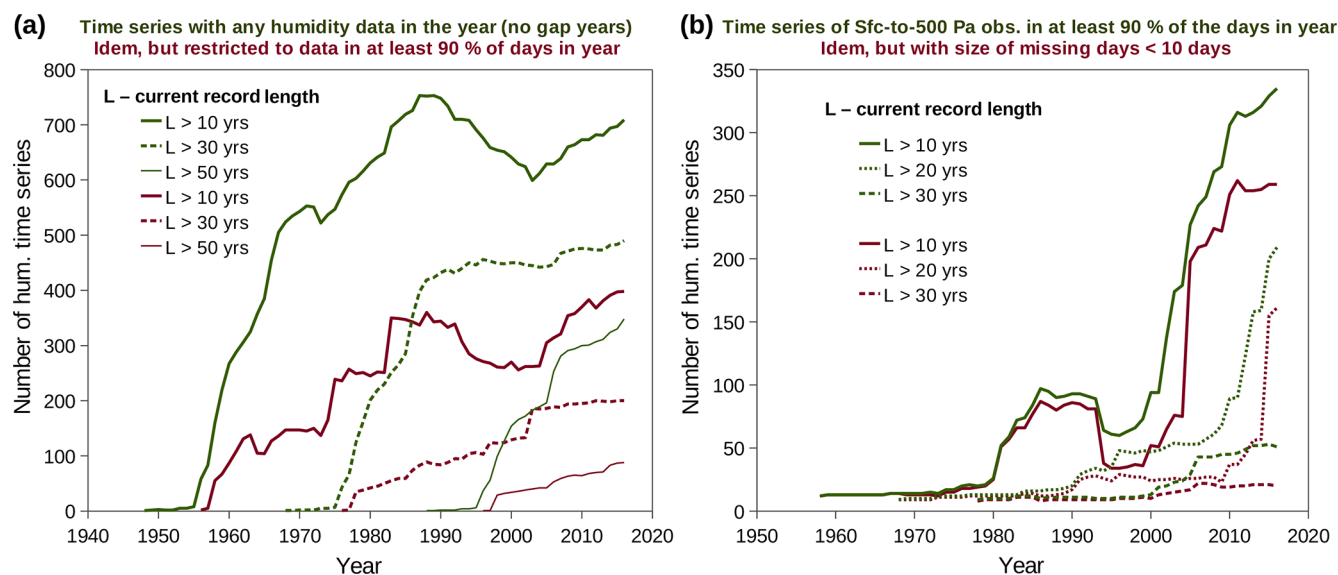 (a)
Time series with any humidity data in the year (no gap years)
Idem, but restricted to data in at least 90 % of days in year
800
700
600
500
400
300
200
100
0
Number of hum. time series
L – current record length
L > 10 yrs
L > 30 yrs
L > 50 yrs
L > 10 yrs
L > 30 yrs
L > 50 yrs
1940 1950 1960 1970 1980 1990 2000 2010 2020
Year
(b)
Time series of Sfc-to-500 Pa obs. in at least 90 % of the days in year
Idem, but with size of missing days < 10 days
350
300
250
200
150
100
50
0
Number of hum. time series
L – current record length
L > 10 yrs
L > 20 yrs
L > 30 yrs
L > 10 yrs
L > 20 yrs
L > 30 yrs
1950 1960 1970 1980 1990 2000 2010 2020
Year